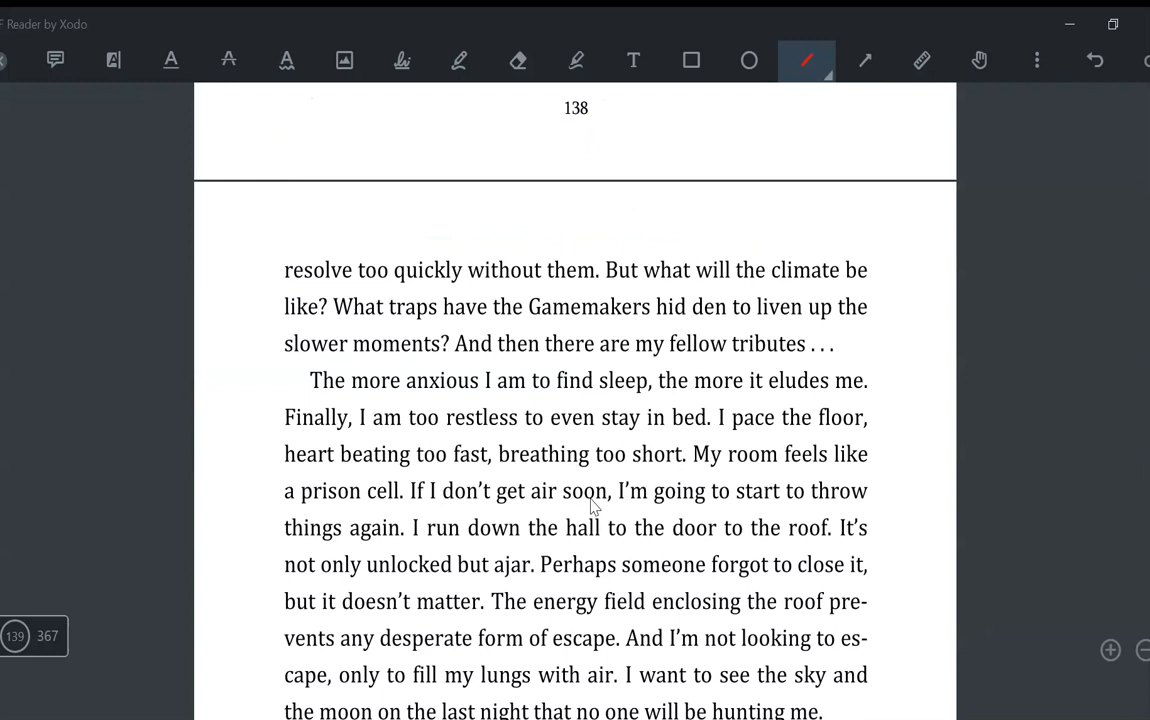 F Reader by Xodo
T
138
resolve too quickly without them. But what will the climate be
like? What traps have the Gamemakers hid den to liven up the
slower moments? And then there are my fellow tributes . . .
The more anxious I am to find sleep, the more it eludes me.
Finally, I am too restless to even stay in bed. I pace the floor,
heart beating too fast, breathing too short. My room feels like
a prison cell. If I don’t get air soon, I’m going to start to throw
things again. I run down the hall to the door to the roof. It’s
not only unlocked but ajar. Perhaps someone forgot to close it,
but it doesn’t matter. The energy field enclosing the roof pre-
vents any desperate form of escape. And I’m not looking to es-
cape, only to fill my lungs with air. I want to see the sky and
the moon on the last night that no one will be hunting me.
139 367